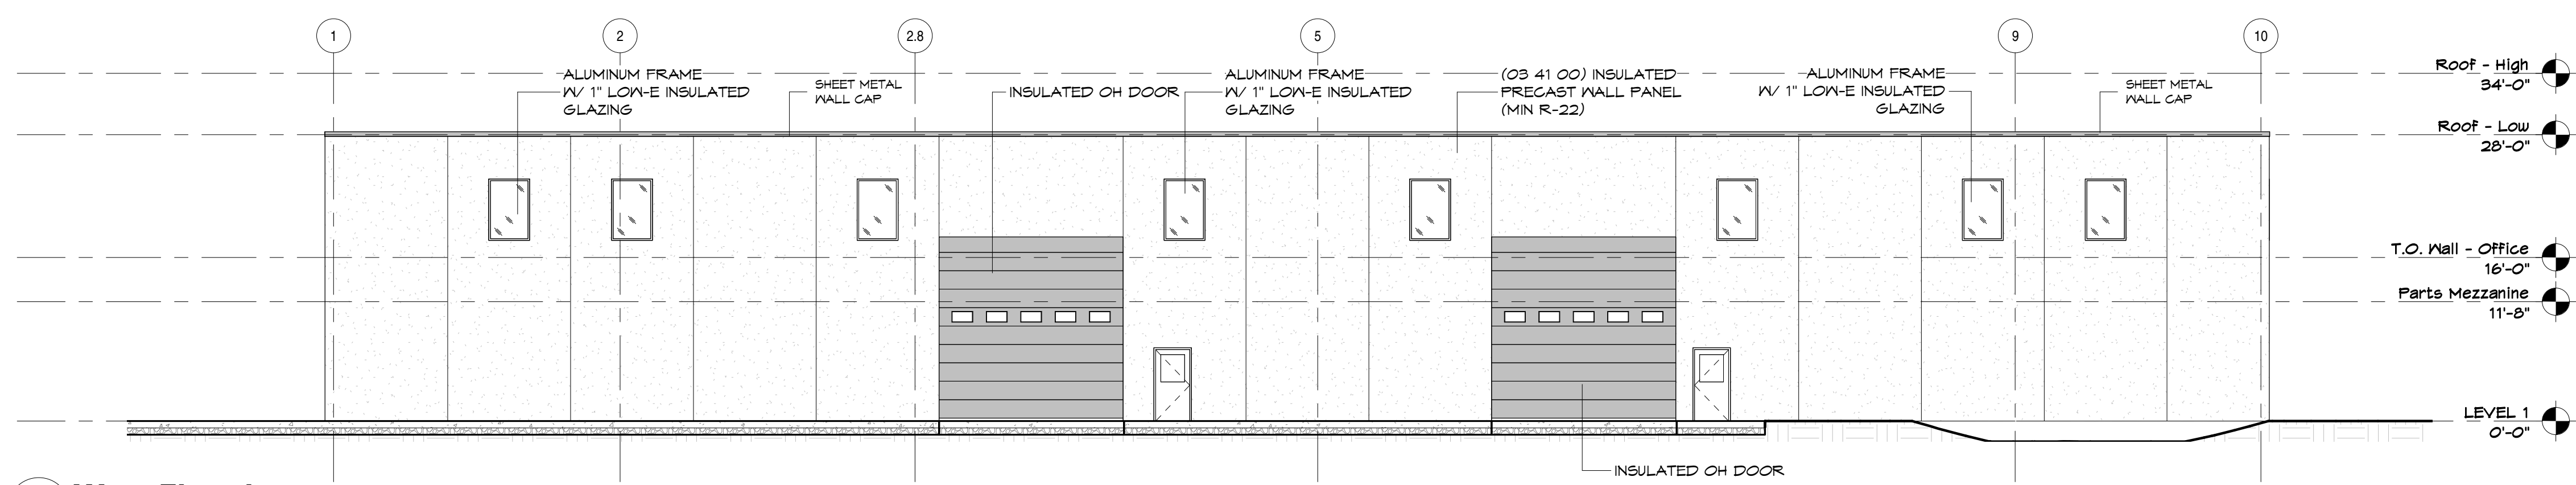 1
2
2.8
5
9
10
ALUMINUM FRAME
W/ 1" LOW-E INSULATED
GLAZING
SHEET METAL
WALL CAP
INSULATED OH DOOR
ALUMINUM FRAME
W/ 1" LOW-E INSULATED
GLAZING
(03 41 00) INSULATED
PRECAST WALL PANEL
(MIN R-22)
ALUMINUM FRAME
W/ 1" LOW-E INSULATED
GLAZING
SHEET METAL
WALL CAP
Roof - High
34'-0"
Roof - Low
28'-0"
T.O. Wall - Office
16'-0"
Parts Mezzanine
11'-8"
LEVEL 1
0'-0"
INSULATED OH DOOR